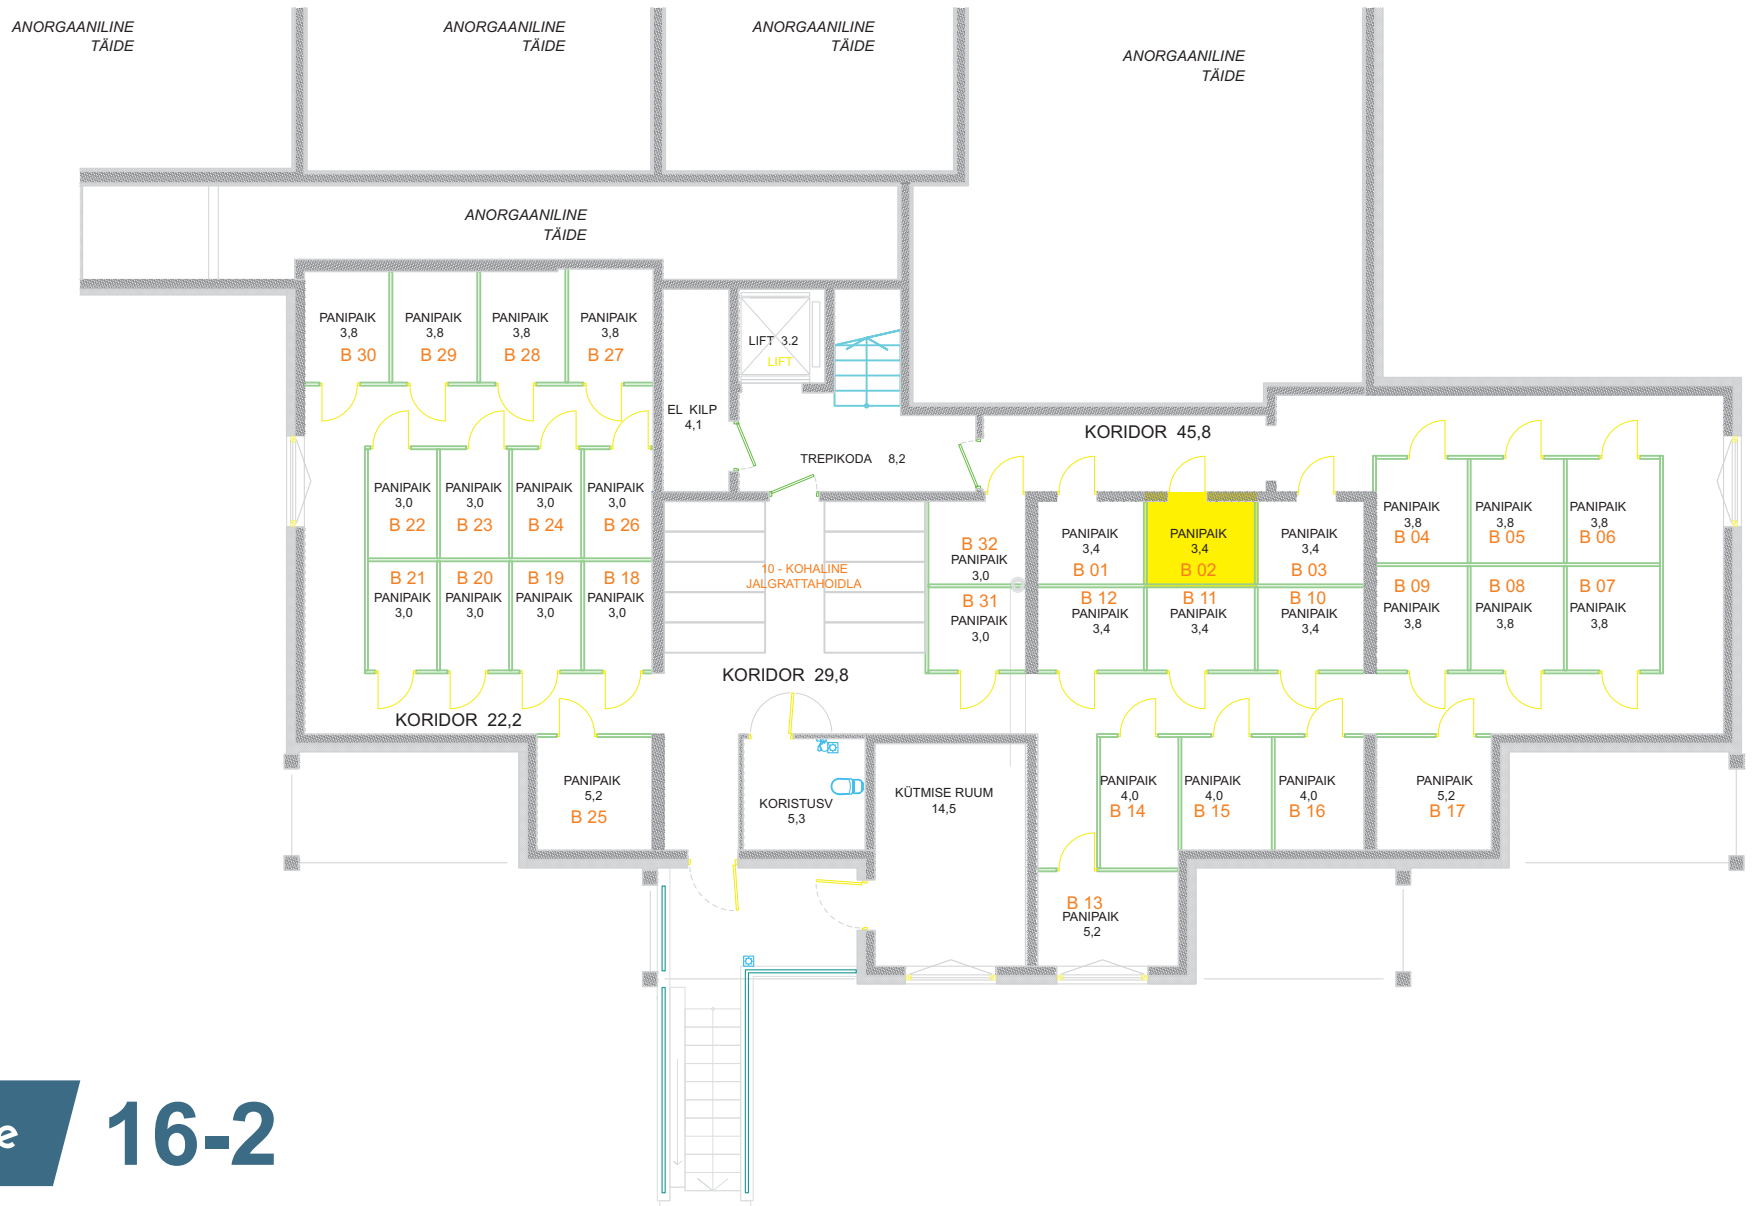 ANORGAANILINE
TÄIDE
ANORGAANILINE
TÄIDE
ANORGAANILINE
TÄIDE
ANORGAANILINE
TÄIDE
ANORGAANILINE
TÄIDE
PANIPAIK
3,8
B 30
PANIPAIK
3,8
B 29
PANIPAIK
3,8
B 28
PANIPAIK
3,8
B 27
LIFT 3.2
LIFT
EL KILP
4,1
TREPIKODA 8,2
KORIDOR 45,8
PANIPAIK
3,0
B 22
PANIPAIK
3,0
B 23
PANIPAIK
3,0
B 24
PANIPAIK
3,0
B 26
B 21
PANIPAIK
3,0
B 20
PANIPAIK
3,0
B 19
PANIPAIK
3,0
B 18
PANIPAIK
3,0
10 - KOHALINE
JALGRATTAHOIDLA
B 32
PANIPAIK
3,0
B 31
PANIPAIK
3,0
PANIPAIK
3,4
B 01
PANIPAIK
3,4
B 02
PANIPAIK
3,4
B 03
B 12
PANIPAIK
3,4
B 11
PANIPAIK
3,4
B 10
PANIPAIK
3,4
PANIPAIK
3,8
B 04
PANIPAIK
3,8
B 05
PANIPAIK
3,8
B 06
B 09
PANIPAIK
3,8
B 08
PANIPAIK
3,8
B 07
PANIPAIK
3,8
KORIDOR 29,8
KORIDOR 22,2
PANIPAIK
5,2
B 25
KORISTUSV
5,3
KÜTMISE RUUM
14,5
PANIPAIK
4,0
B 14
PANIPAIK
4,0
B 15
PANIPAIK
4,0
B 16
PANIPAIK
5,2
B 17
B 13
PANIPAIK
5,2
e
16-2